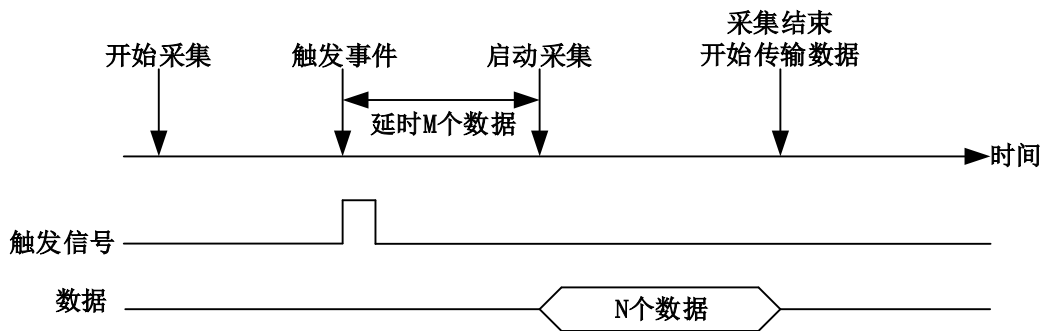 采集结束
开始采集
触发事件
启动采集
开始传输数据
延时M个数据
时间
触发信号
数据
N个数据